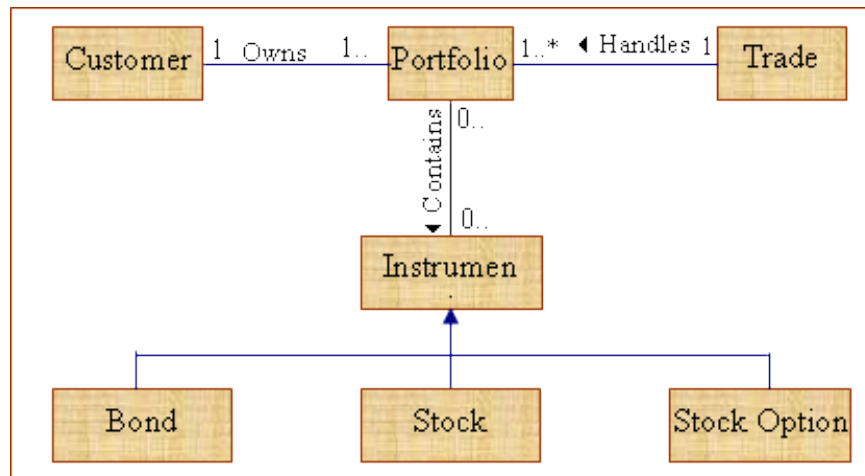 Customer
1 Owns 1..
Portfolio
1..* ◄ Handles 1
Trade
0..
Contains
0..
Instrumen
Bond
Stock
Stock Option